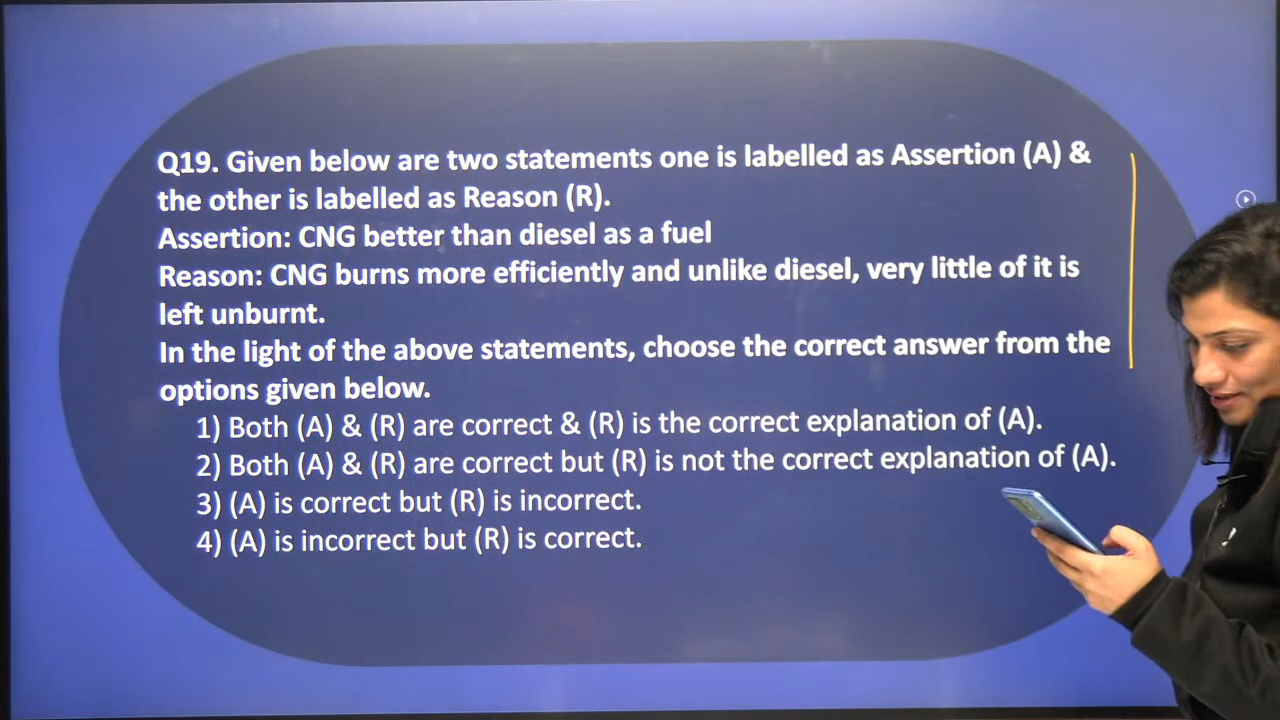 Q19. Given below are two statements one is labelled as Assertion (A) &
the other is labelled as Reason (R).
Assertion: CNG better than diesel as a fuel
Reason: CNG burns more efficiently and unlike diesel, very little of it is
left unburnt.
In the light of the above statements, choose the correct answer from the
options given below.
1) Both (A) & (R) are correct & (R) is the correct explanation of (A).
2) Both (A) & (R) are correct but (R) is not the correct explanation of (A).
3) (A) is correct but (R) is incorrect.
4) (A) is incorrect but (R) is correct.